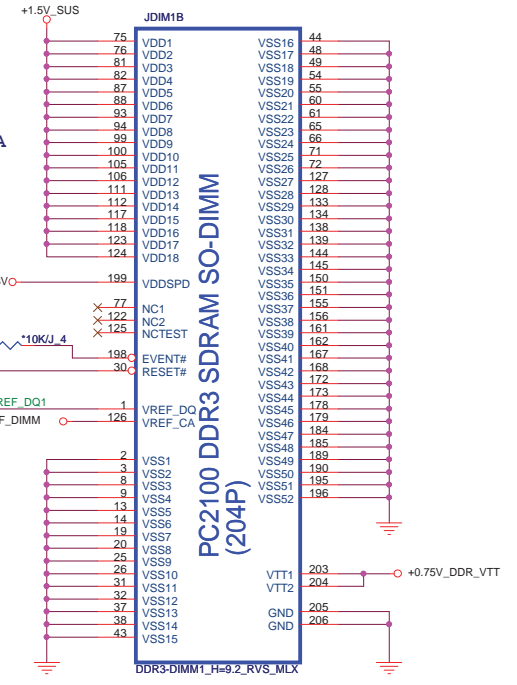 +1.5V_SUS
JDIM1B
75 VDD1 VSS16 44
76 VDD2 VSS17 48
81 VDD3 VSS18 49
82 VDD4 VSS19 54
87 VDD5 VSS20 55
88 VDD6 VSS21 60
93 VDD7 VSS22 61
94 VDD8 VSS23 65
99 VDD9 VSS24 66
100 VDD10 VSS25 71
105 VDD11 VSS26 72
106 VDD12 VSS27 127
111 VDD13 VSS28 128
112 VDD14 VSS29 133
117 VDD15 VSS30 134
118 VDD16 VSS31 138
123 VDD17 VSS32 139
124 VDD18 VSS33 144
VSS34 145
199 VDDSPD VSS35 150
VSS36 151
77 NC1 VSS37 155
122 NC2 VSS38 156
125 NCTEST VSS39 161
*10K/J_4
VSS40 162
198 EVENT# VSS41 167
30 RESET# VSS42 168
VSS43 172
VSS44 173
REF_DQ1
1 VREF_DQ VSS45 178
F_DIMM
126 VREF_CA VSS46 179
VSS47 184
VSS48 185
2 VSS1 VSS49 189
3 VSS2 VSS50 190
8 VSS3 VSS51 195
9 VSS4 VSS52 196
13 VSS5
14 VSS6
19 VSS7
20 VSS8
25 VSS9
26 VSS10 VTT1 203
+0.75V_DDR_VTT
31 VSS11 VTT2 204
32 VSS12
37 VSS13 GND 205
38 VSS14 GND 206
43 VSS15
PC2100 DDR3 SDRAM SO-DIMM
(204P)
DDR3-DIMM1_H=9.2_RVS_MLX